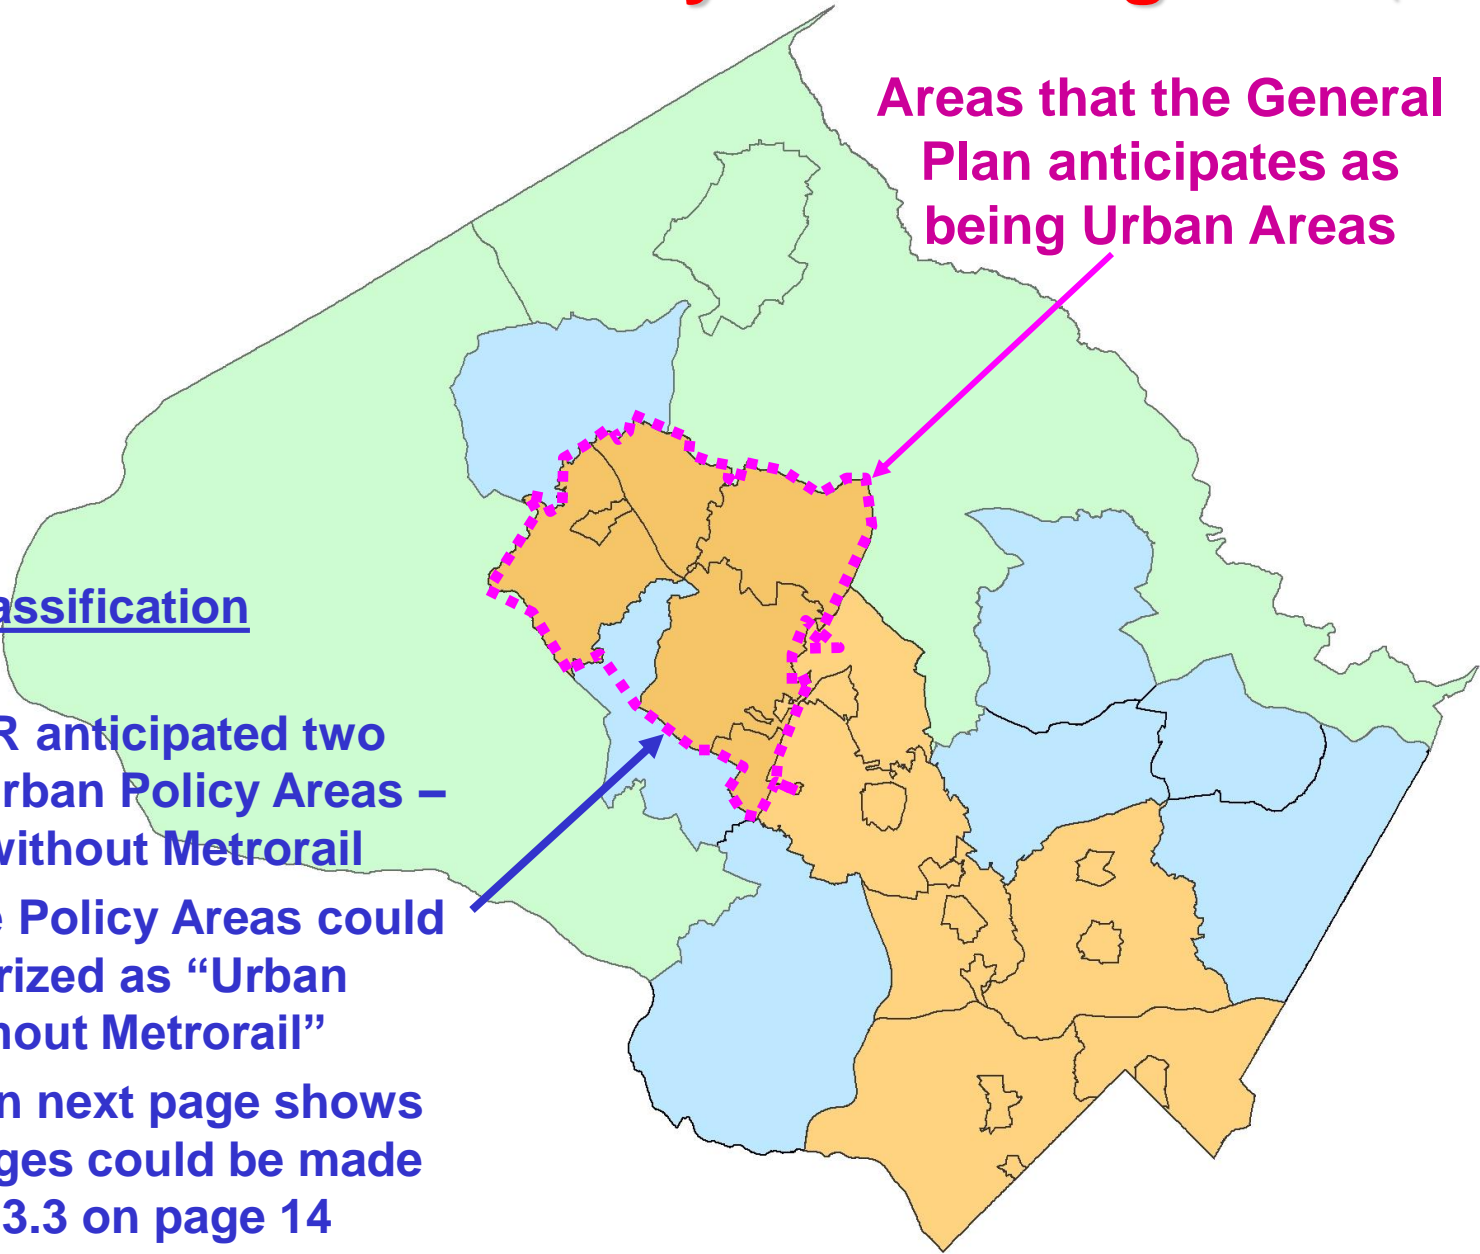 Areas that the General
Plan anticipates as
being Urban Areas
assification
R anticipated two
rban Policy Areas –
without Metrorail
e Policy Areas could
rized as “Urban
hout Metrorail”
n next page shows
ges could be made
3.3 on page 14